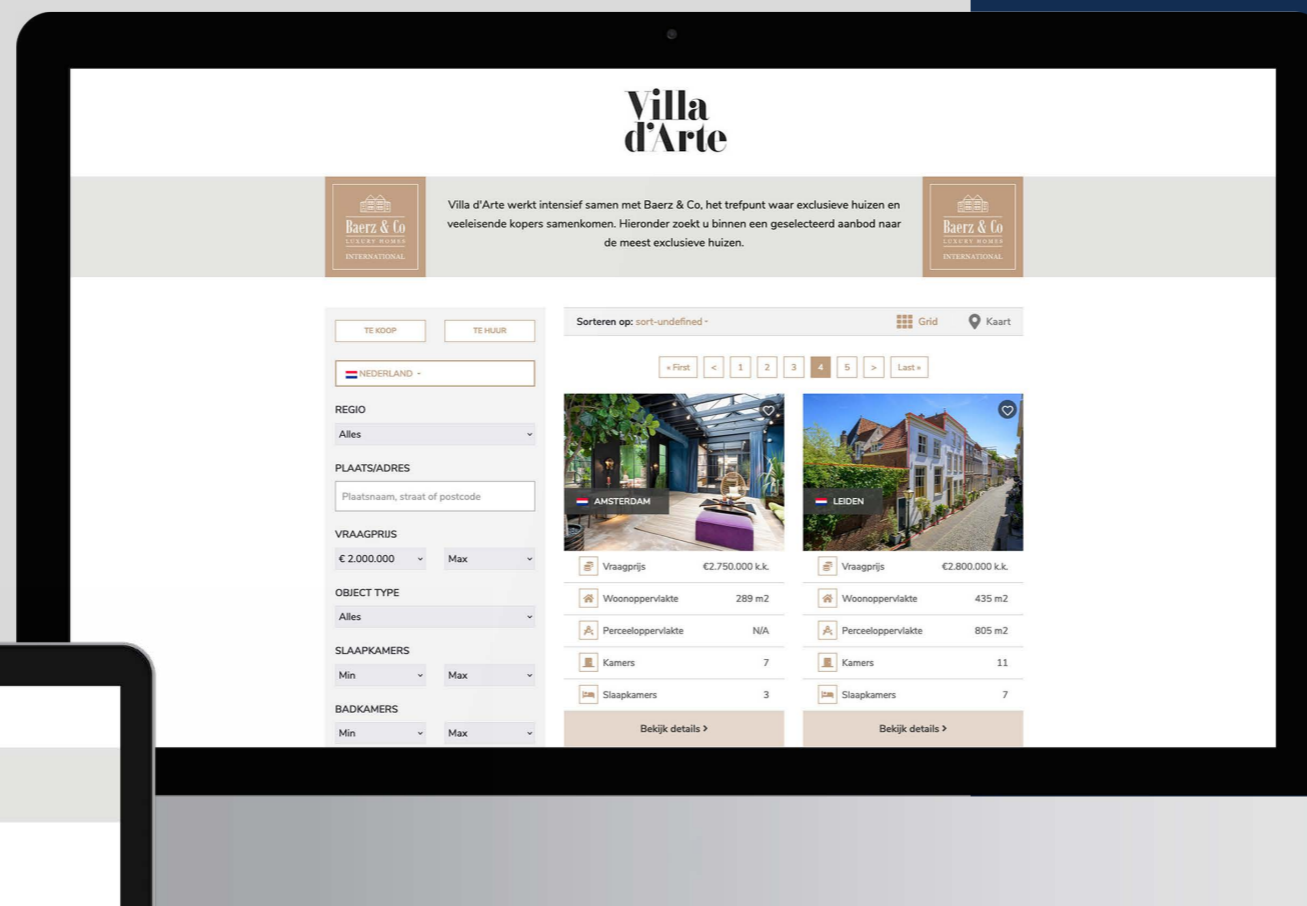 Villa
d'Arte
Baerz & Co
LUXURY HOMES
INTERNATIONAL
Villa d'Arte werkt intensief samen met Baerz & Co, het trefpunt waar exclusieve huizen en
veeleisende kopers samenkomen. Hieronder zoekt u binnen een geselecteerd aanbod naar
de meest exclusieve huizen.
Baerz & Co
LUXURY HOMES
INTERNATIONAL
TE KOOP TE HUUR
NEDERLAND
REGIO
Alles
PLAATS/ADRES
Plaatsnaam, straat of postcode
VRAAGPRIJS
€ 2.000.000 Max
OBJECT TYPE
Alles
SLAAPKAMERS
Min Max
BADKAMERS
Min Max
Sorteren op: sort-undefined Grid Kaart
« First < 1 2 3 4 5 > Last »
AMSTERDAM
Vraagprijs €2.750.000 k.k.
Woonoppervlakte 289 m2
Perceeloppervlakte N/A
Kamers 7
Slaapkamers 3
Bekijk details >
LEIDEN
Vraagprijs €2.800.000 k.k.
Woonoppervlakte 435 m2
Perceeloppervlakte 805 m2
Kamers 11
Slaapkamers 7
Bekijk details >